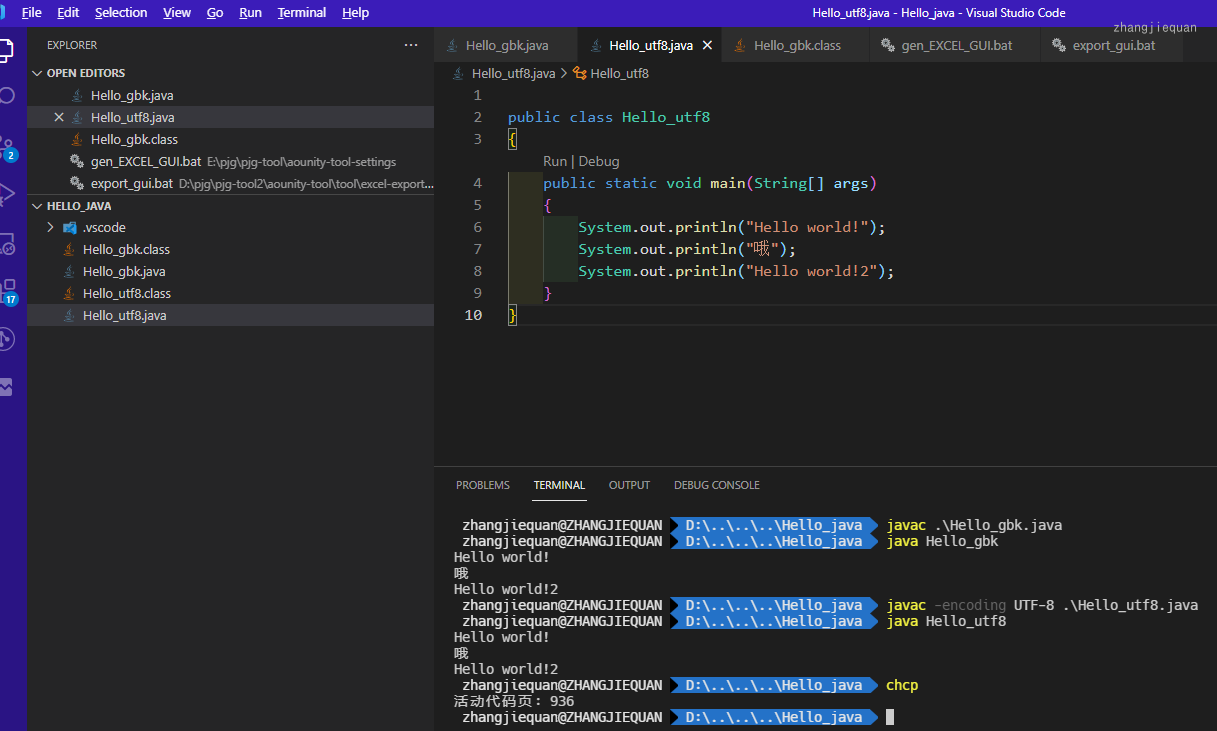 File Edit Selection View Go Run Terminal Help
Hello_utf8.java - Hello_java - Visual Studio Code
zhangjiequan
EXPLORER ···
OPEN EDITORS
Hello_gbk.java
Hello_utf8.java
Hello_gbk.class
gen_EXCEL_GUI.bat E:\pjg\pjg-tool\aounity-tool-settings
export_gui.bat D:\pjg\pjg-tool2\aounity-tool\tool\excel-export...
HELLO_JAVA
.vscode
Hello_gbk.class
Hello_gbk.java
Hello_utf8.class
Hello_utf8.java
2
17
Hello_gbk.java Hello_utf8.java Hello_gbk.class gen_EXCEL_GUI.bat export_gui.bat
Hello_utf8.java > Hello_utf8
1
2 public class Hello_utf8
3 {
Run | Debug
4 public static void main(String[] args)
5 {
6 System.out.println("Hello world!");
7 System.out.println("哦");
8 System.out.println("Hello world!2");
9 }
10 }
PROBLEMS TERMINAL OUTPUT DEBUG CONSOLE
zhangjiequan@ZHANGJIEQUAN D:\..\..\..\Hello_java javac .\Hello_gbk.java
zhangjiequan@ZHANGJIEQUAN D:\..\..\..\Hello_java java Hello_gbk
Hello world!
哦
Hello world!2
zhangjiequan@ZHANGJIEQUAN D:\..\..\..\Hello_java javac -encoding UTF-8 .\Hello_utf8.java
zhangjiequan@ZHANGJIEQUAN D:\..\..\..\Hello_java java Hello_utf8
Hello world!
哦
Hello world!2
zhangjiequan@ZHANGJIEQUAN D:\..\..\..\Hello_java chcp
活动代码页: 936
zhangjiequan@ZHANGJIEQUAN D:\..\..\..\Hello_java